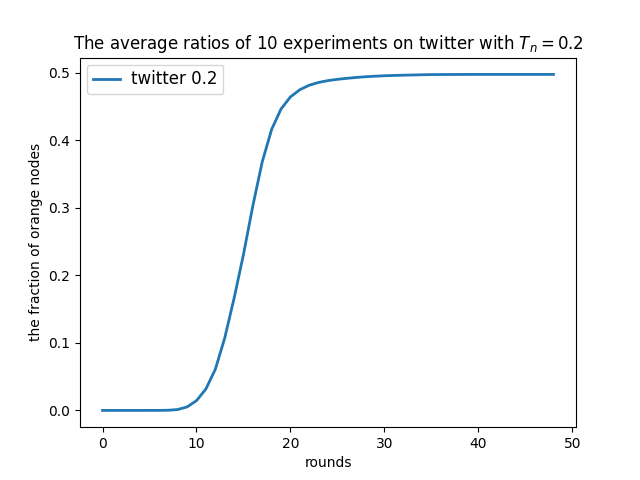 The average ratios of 10 experiments on twitter with $T_n = 0.2$
twitter 0.2
the fraction of orange nodes
0.5
0.4
0.3
0.2
0.1
0.0
0 10 20 30 40 50
rounds